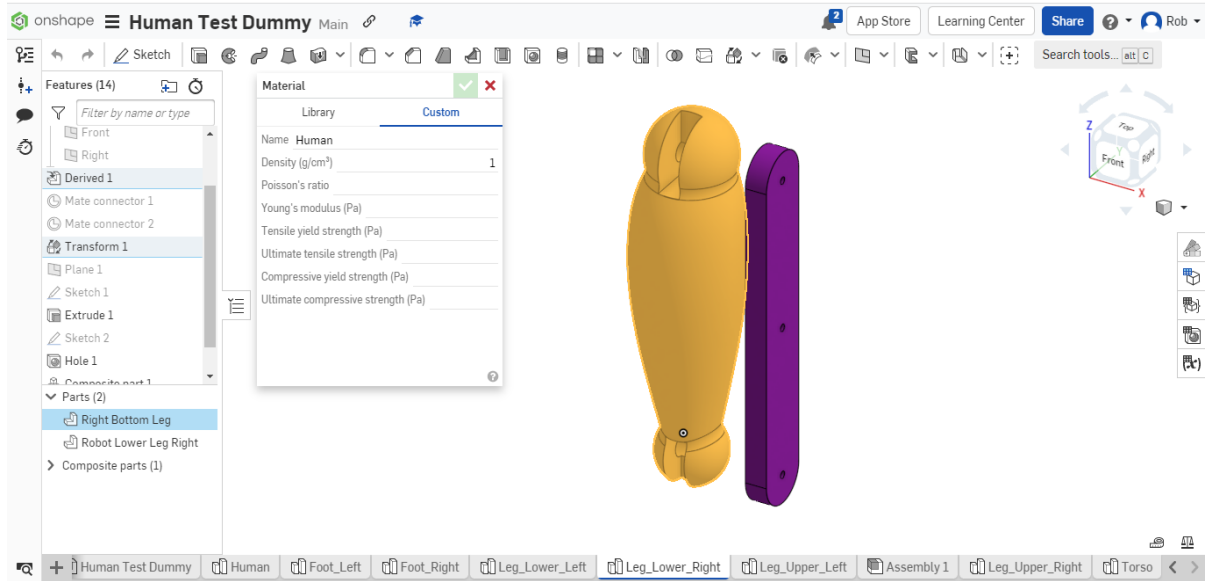 onshape Human Test Dummy Main 2 App Store Learning Center Share Rob
Sketch Search tools... alt C
Features (14)
Filter by name or type
Front
Right
Derived 1
Mate connector 1
Mate connector 2
Transform 1
Plane 1
Sketch 1
Extrude 1
Sketch 2
Hole 1
Composite part 1
Parts (2)
Right Bottom Leg
Robot Lower Leg Right
Composite parts (1)
Material
Library Custom
Name Human
Density (g/cm³) 1
Poisson's ratio
Young's modulus (Pa)
Tensile yield strength (Pa)
Ultimate tensile strength (Pa)
Compressive yield strength (Pa)
Ultimate compressive strength (Pa)
Z Top
Y
Front Right
X
Human Test Dummy Human Foot_Left Foot_Right Leg_Lower_Left Leg_Lower_Right Leg_Upper_Left Assembly 1 Leg_Upper_Right Torso